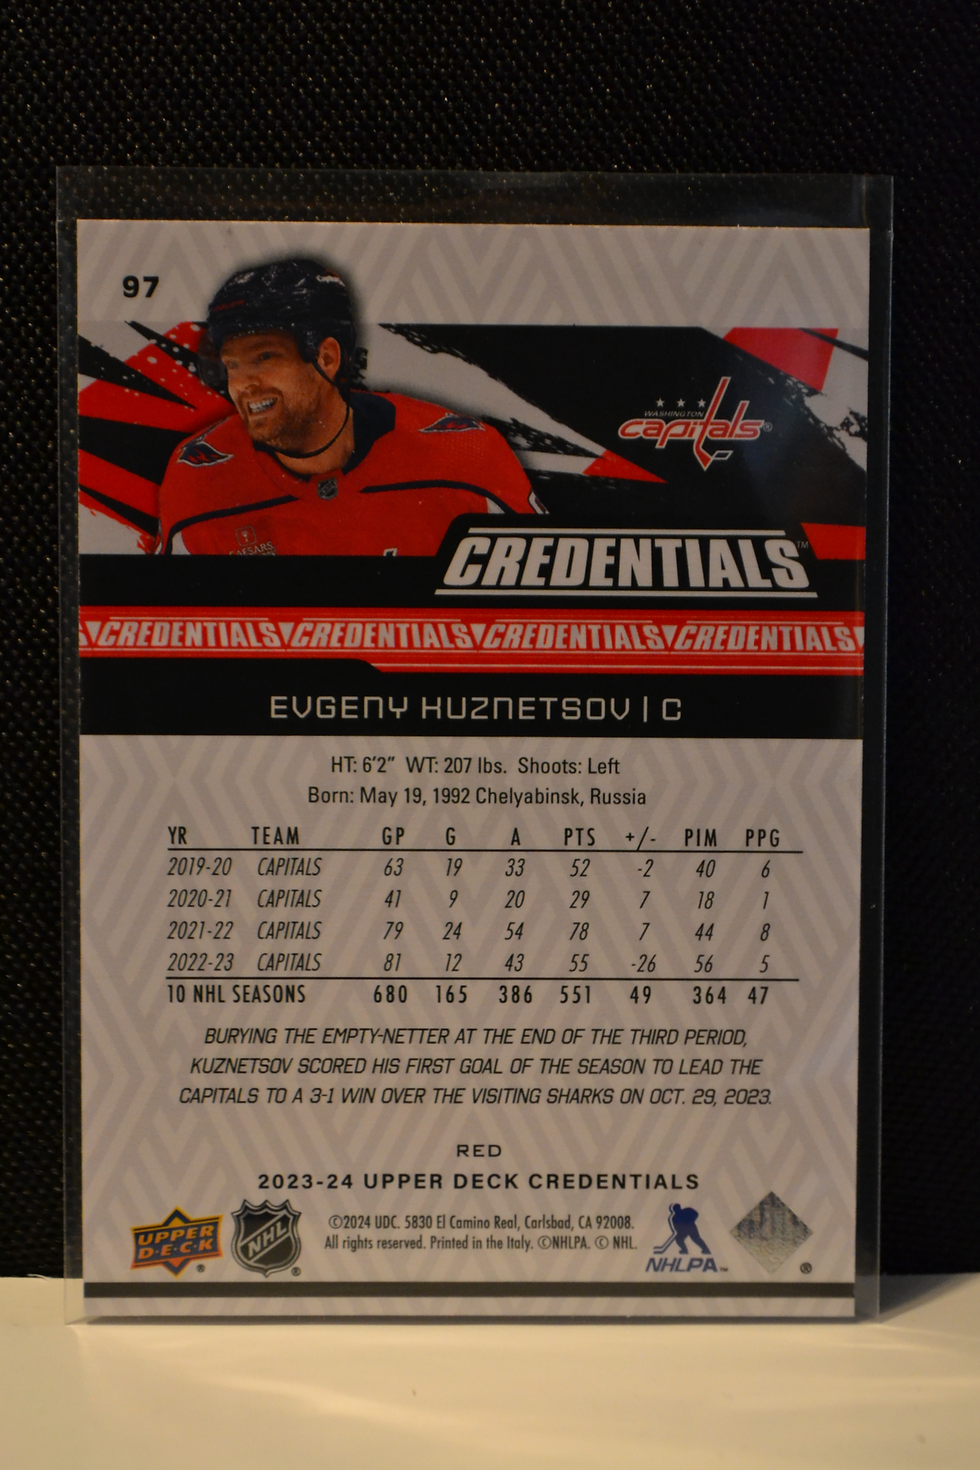 97
WASHINGTON
capitals®
CAESARS
CREDENTIALS™
CREDENTIALS CREDENTIALS CREDENTIALS CREDENTIALS
EVGENY KUZNETSOV | C
HT: 6'2" WT: 207 lbs. Shoots: Left
Born: May 19, 1992 Chelyabinsk, Russia
YR TEAM GP G A PTS +/- PIM PPG
2019-20 CAPITALS 63 19 33 52 -2 40 6
2020-21 CAPITALS 41 9 20 29 7 18 1
2021-22 CAPITALS 79 24 54 78 7 44 8
2022-23 CAPITALS 81 12 43 55 -26 56 5
10 NHL SEASONS 680 165 386 551 49 364 47
BURYING THE EMPTY-NETTER AT THE END OF THE THIRD PERIOD,
KUZNETSOV SCORED HIS FIRST GOAL OF THE SEASON TO LEAD THE
CAPITALS TO A 3-1 WIN OVER THE VISITING SHARKS ON OCT. 29, 2023.
RED
2023-24 UPPER DECK CREDENTIALS
UPPER
D·E·C·K ®
NHL ®
©2024 UDC. 5830 El Camino Real, Carlsbad, CA 92008.
All rights reserved. Printed in the Italy. ©NHLPA. © NHL.
NHLPA™
®